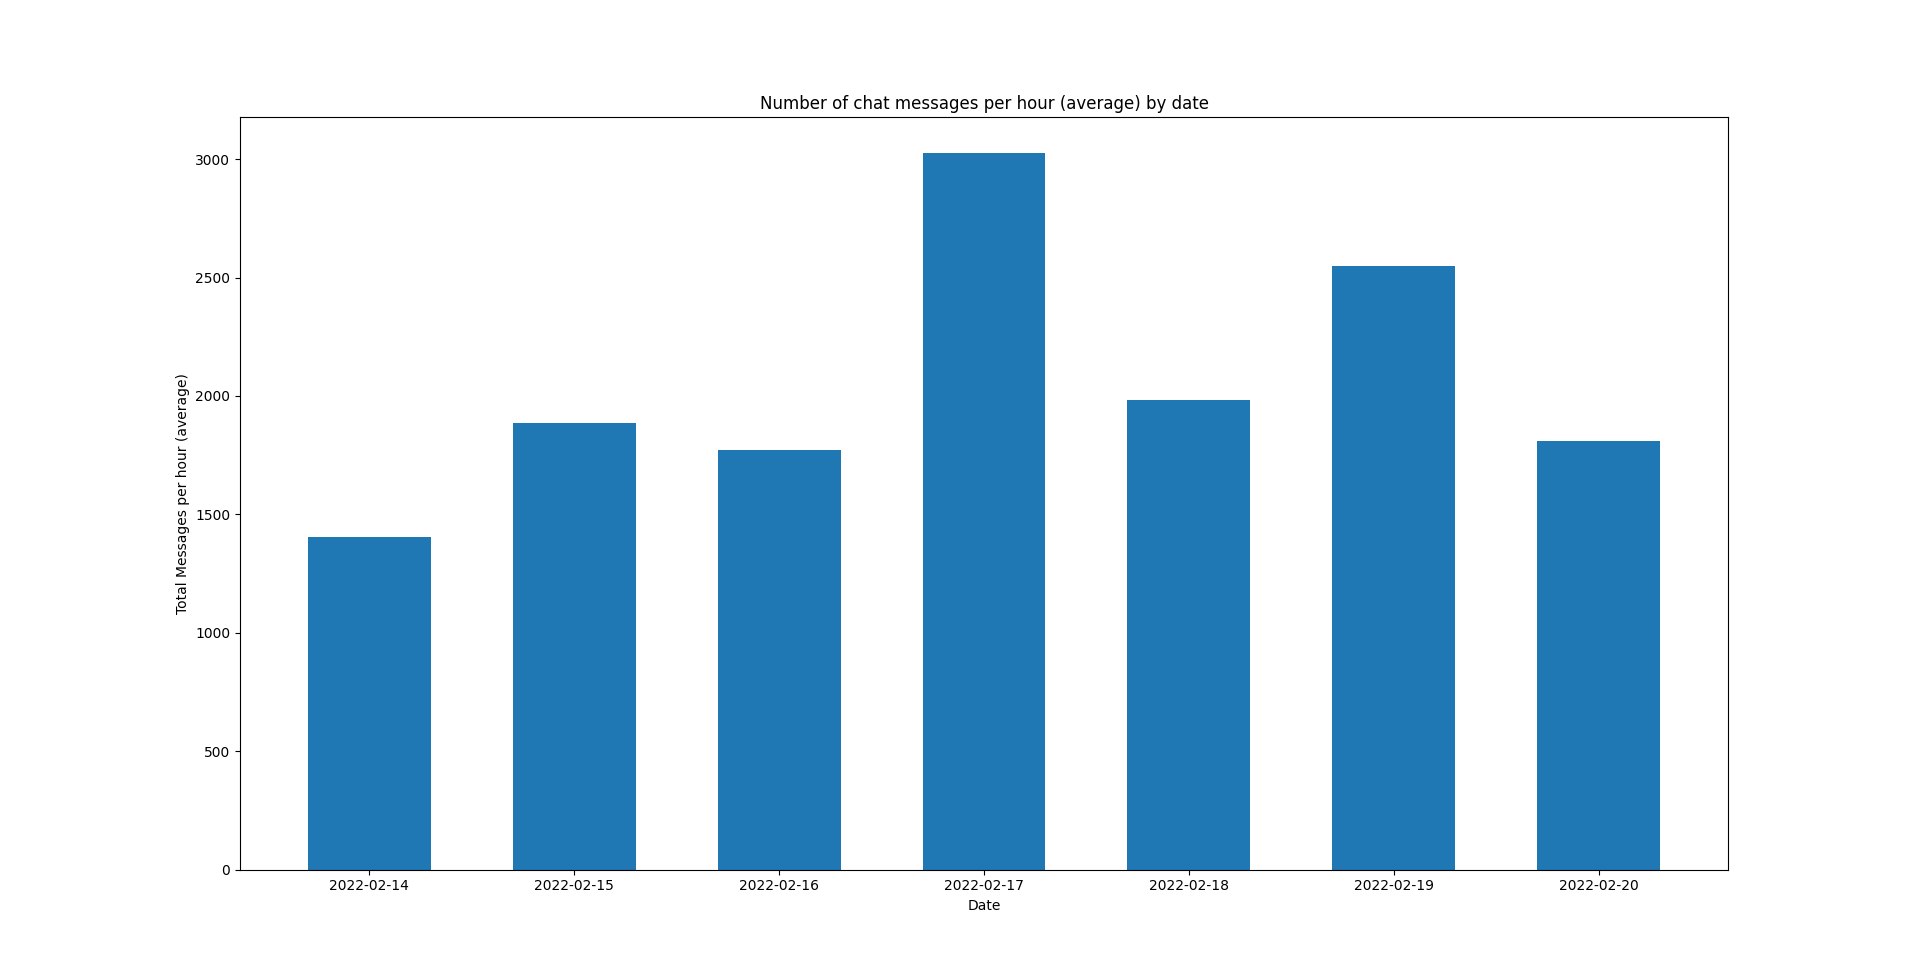 Number of chat messages per hour (average) by date
Total Messages per hour (average)
3000
2500
2000
1500
1000
500
0
2022-02-14 2022-02-15 2022-02-16 2022-02-17 2022-02-18 2022-02-19 2022-02-20
Date